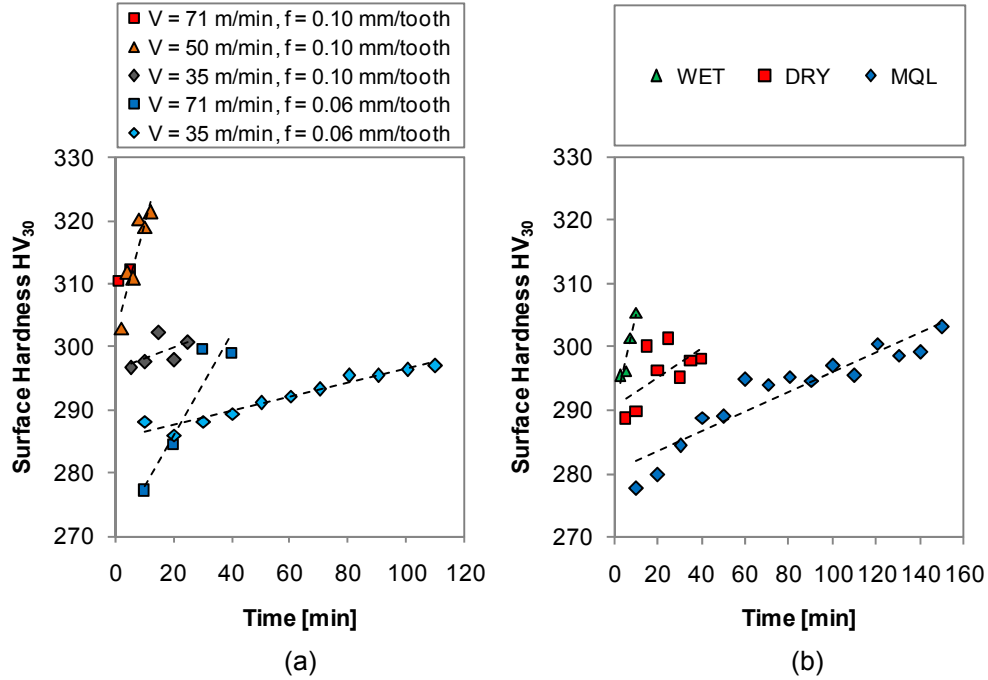 V = 71 m/min, f = 0.10 mm/tooth
V = 50 m/min, f = 0.10 mm/tooth
V = 35 m/min, f = 0.10 mm/tooth
V = 71 m/min, f = 0.06 mm/tooth
V = 35 m/min, f = 0.06 mm/tooth
330
320
310
300
290
280
270
Surface Hardness HV30
0 20 40 60 80 100 120
Time [min]
(a)
WET DRY MQL
330
320
310
300
290
280
270
Surface Hardness HV30
0 20 40 60 80 100 120 140 160
Time [min]
(b)